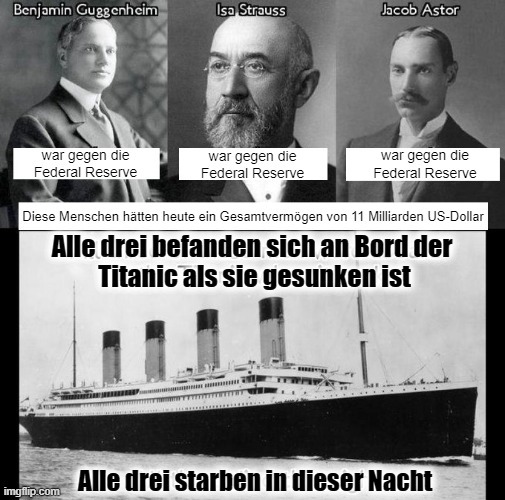 Benjamin Guggenheim
Isa Strauss
Jacob Astor
war gegen die
Federal Reserve
war gegen die
Federal Reserve
war gegen die
Federal Reserve
Diese Menschen hätten heute ein Gesamtvermögen von 11 Milliarden US-Dollar
Alle drei befanden sich an Bord der
Titanic als sie gesunken ist
Alle drei starben in dieser Nacht
imgflip.com